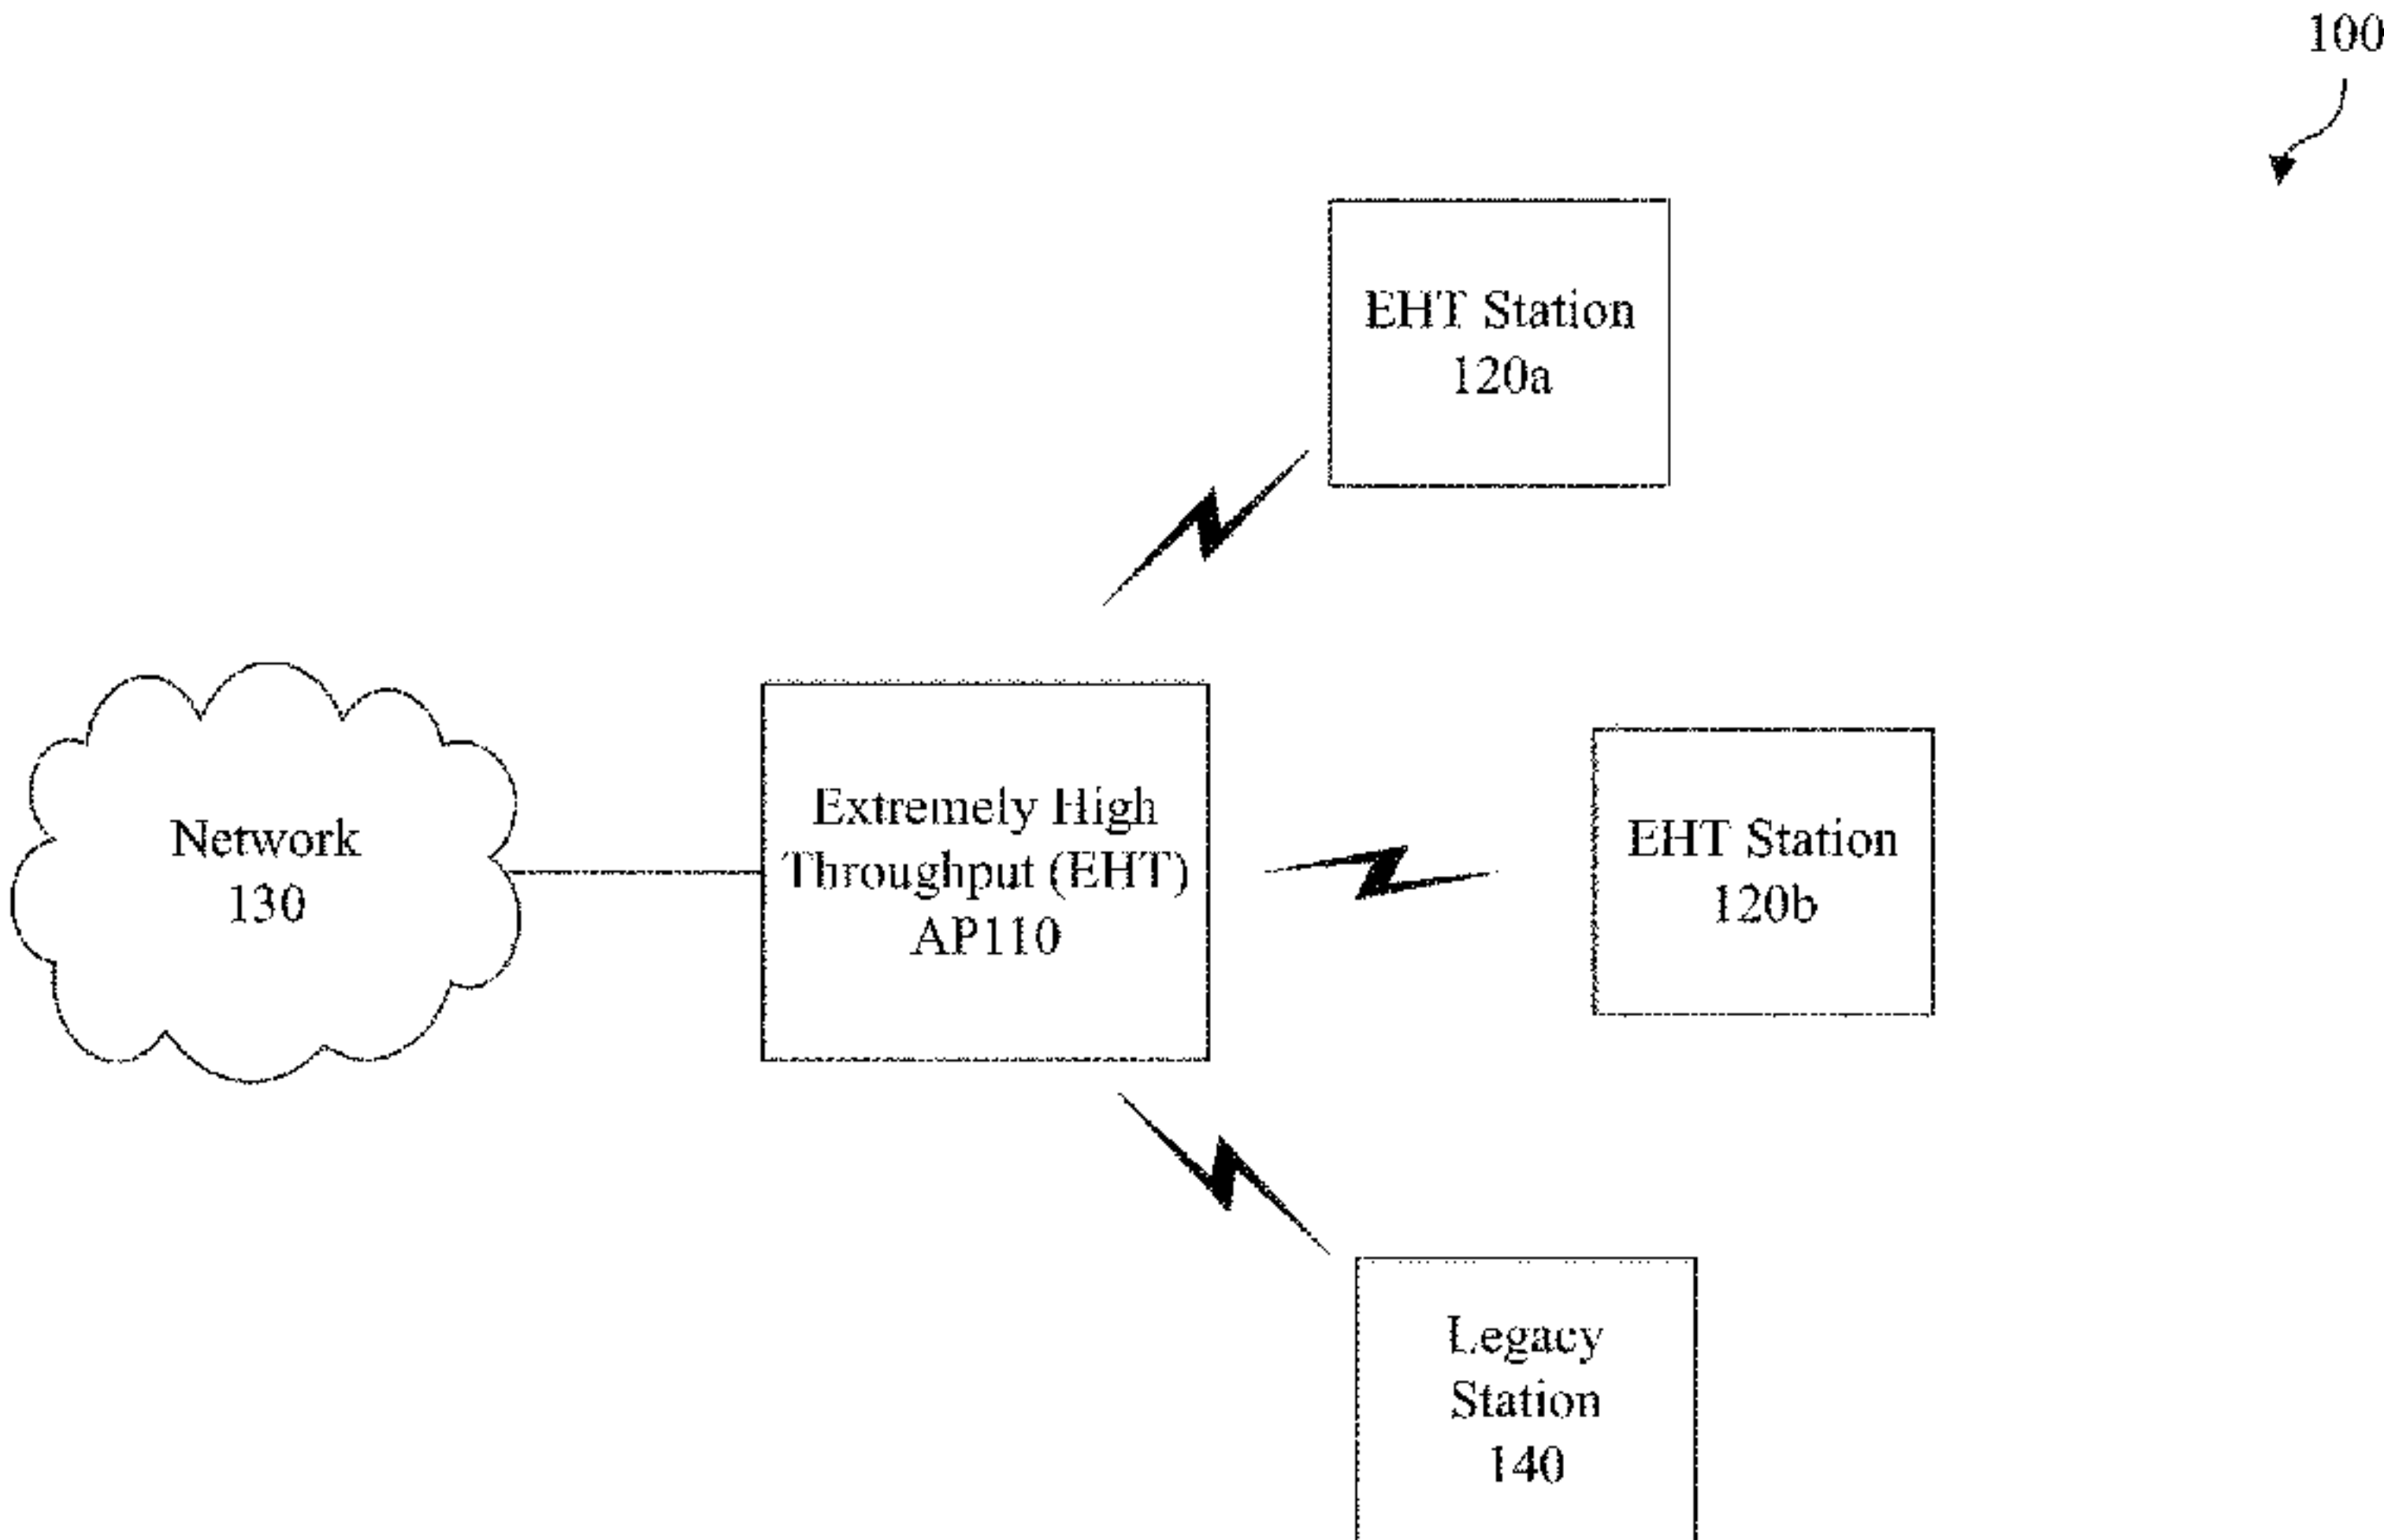 100
EHT Station
120a
Network
130
Extremely High
Throughput (EHT)
AP110
EHT Station
120b
Legacy
Station
140